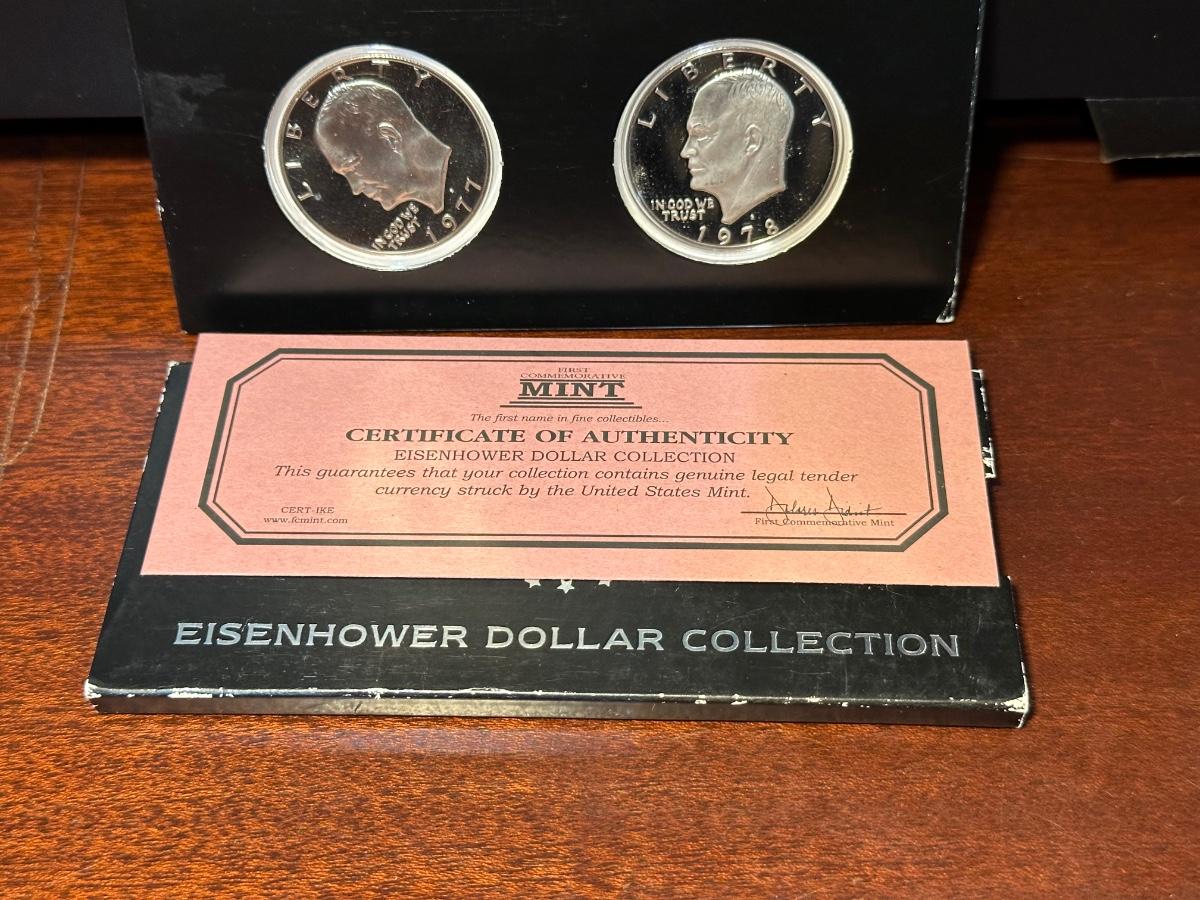 LIBERTY
IN GOD WE
TRUST
1977
LIBERTY
IN GOD WE
TRUST
1978
FIRST
COMMEMORATIVE
MINT
The first name in fine collectibles...
CERTIFICATE OF AUTHENTICITY
EISENHOWER DOLLAR COLLECTION
This guarantees that your collection contains genuine legal tender
currency struck by the United States Mint.
CERT-IKE
www.fcmint.com
First Commemorative Mint
EISENHOWER DOLLAR COLLECTION